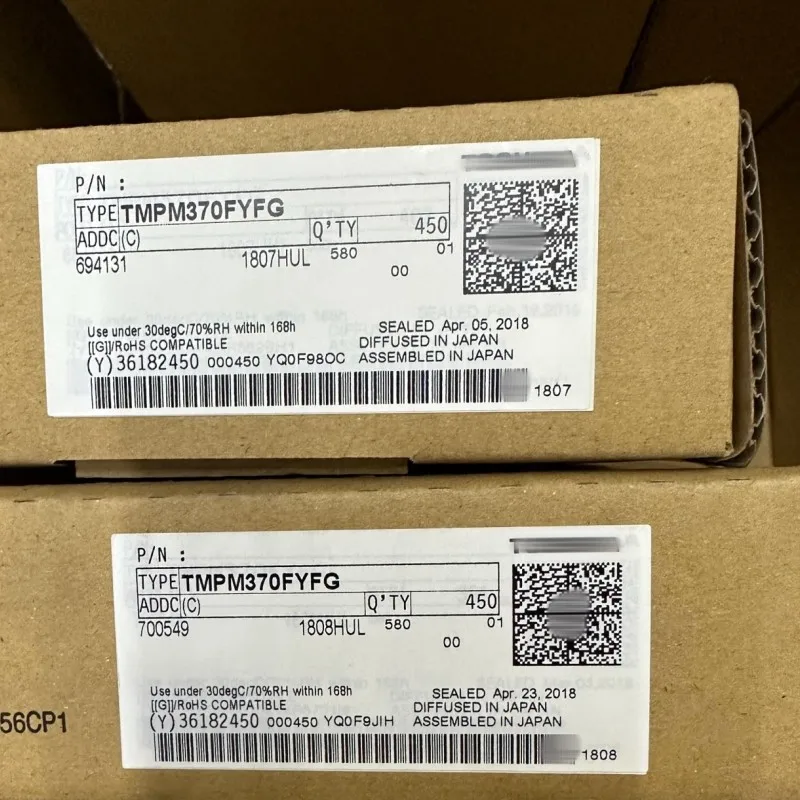 P/N :
TYPE TMPM370FYFG
ADDC (C) Q'TY 450
694131 1807HUL 580 01
00
Use under 30degC/70%RH within 168h SEALED Apr. 05, 2018
[[G]]/RoHS COMPATIBLE DIFFUSED IN JAPAN
(Y)36182450 000450 YQ0F98OC ASSEMBLED IN JAPAN
1807
P/N :
TYPE TMPM370FYFG
ADDC (C) Q'TY 450
700549 1808HUL 580 01
00
Use under 30degC/70%RH within 168h SEALED Apr. 23, 2018
[[G]]/RoHS COMPATIBLE DIFFUSED IN JAPAN
56CP1
(Y)36182450 000450 YQ0F9JIH ASSEMBLED IN JAPAN
1808